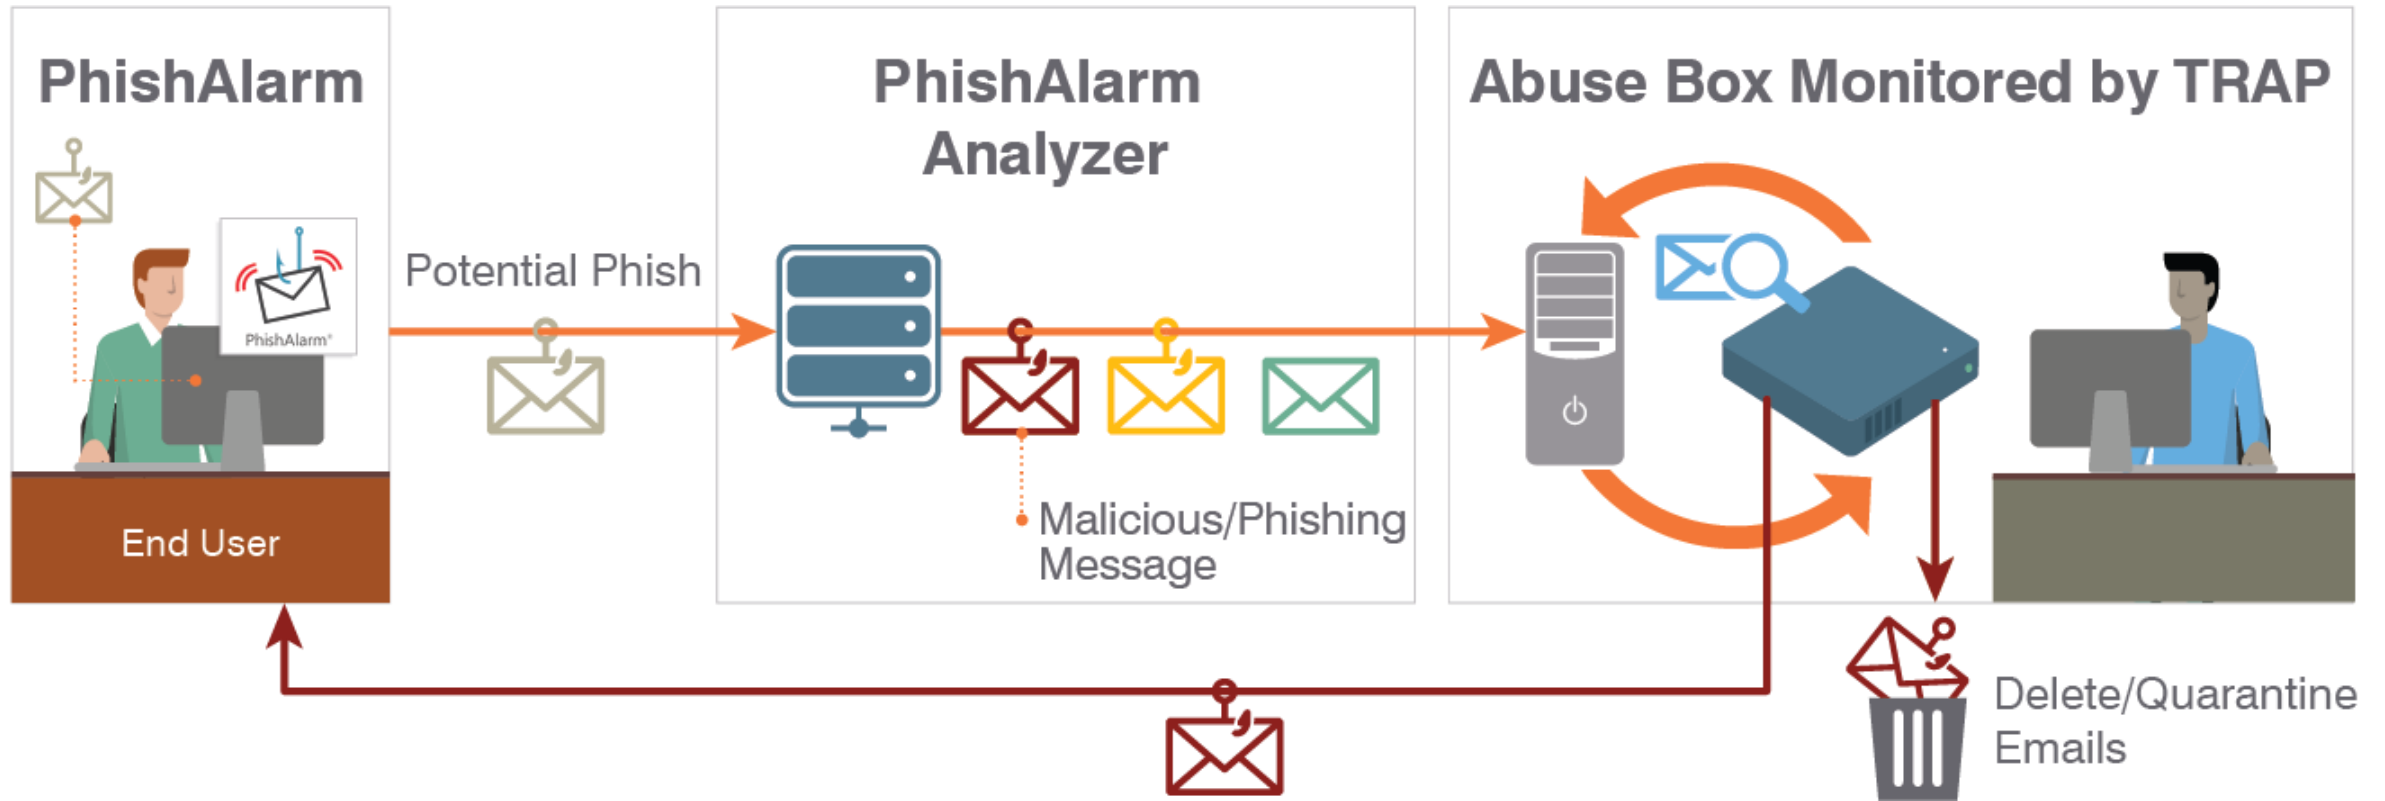 PhishAlarm
PhishAlarm
Analyzer
Abuse Box Monitored by TRAP
PhishAlarm®
Potential Phish
Malicious/Phishing
Message
End User
Delete/Quarantine
Emails